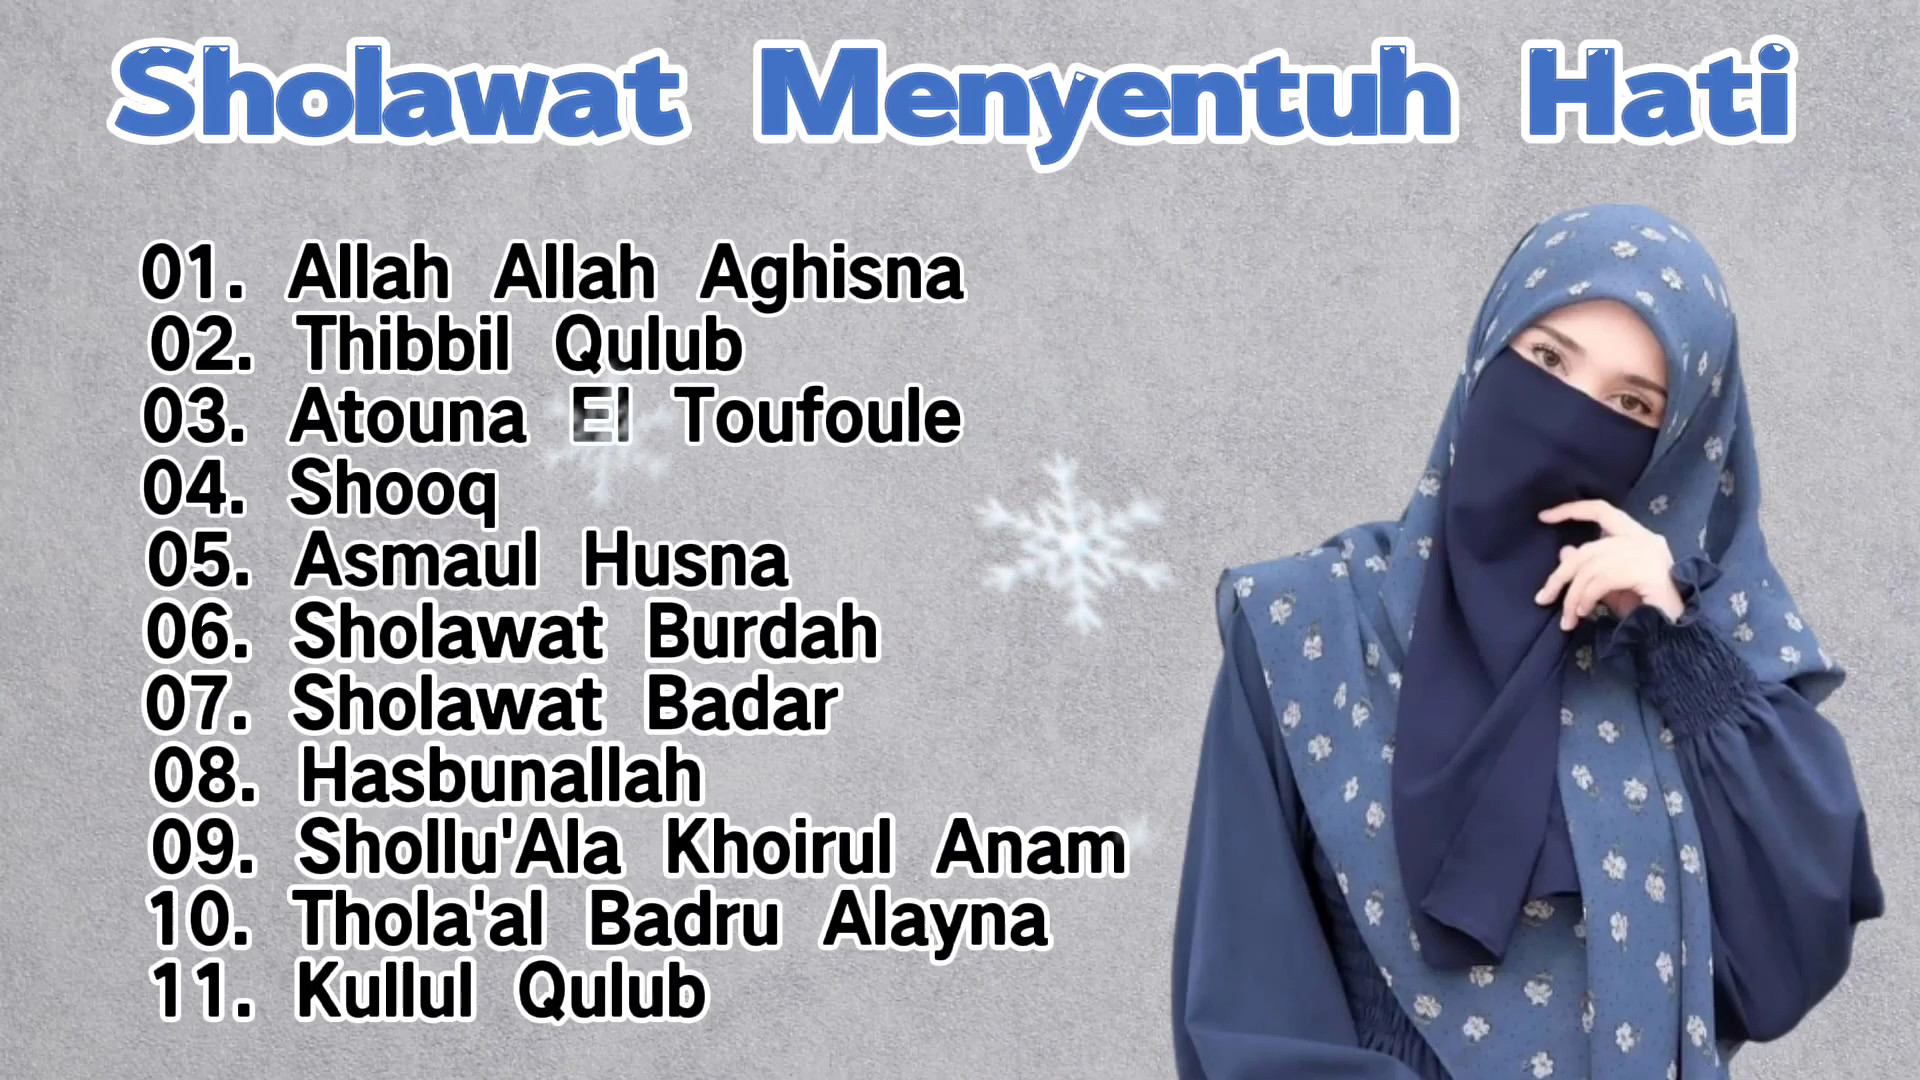 Sholawat Menyentuh Hati
01. Allah Allah Aghisna
02. Thibbil Qulub
03. Atouna El Toufoule
04. Shooq
05. Asmaul Husna
06. Sholawat Burdah
07. Sholawat Badar
08. Hasbunallah
09. Shollu'Ala Khoirul Anam
10. Thola'al Badru Alayna
11. Kullul Qulub